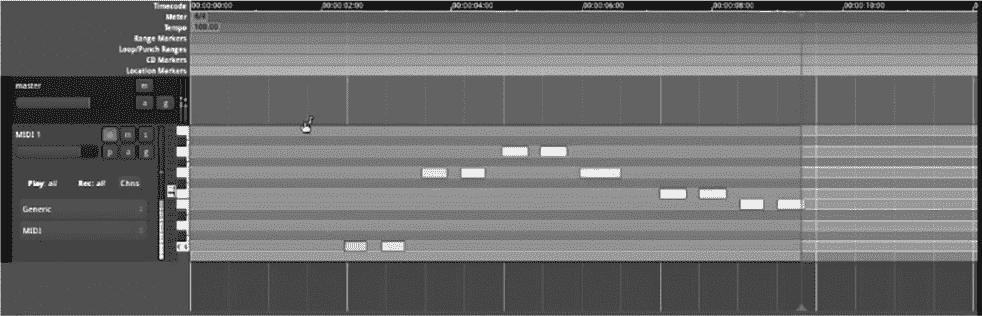 Timecode 00:00:00:00 00:00:02:00 00:00:04:00 00:00:06:00 00:00:08:00 00:00:10:00
Meter 4/4
Tempo 100.00
Range Markers
Loop/Punch Ranges
CD Markers
Location Markers
master m
a g
MIDI 1 m s
p a g
Play: all Rec: all Chns
Generic
MIDI